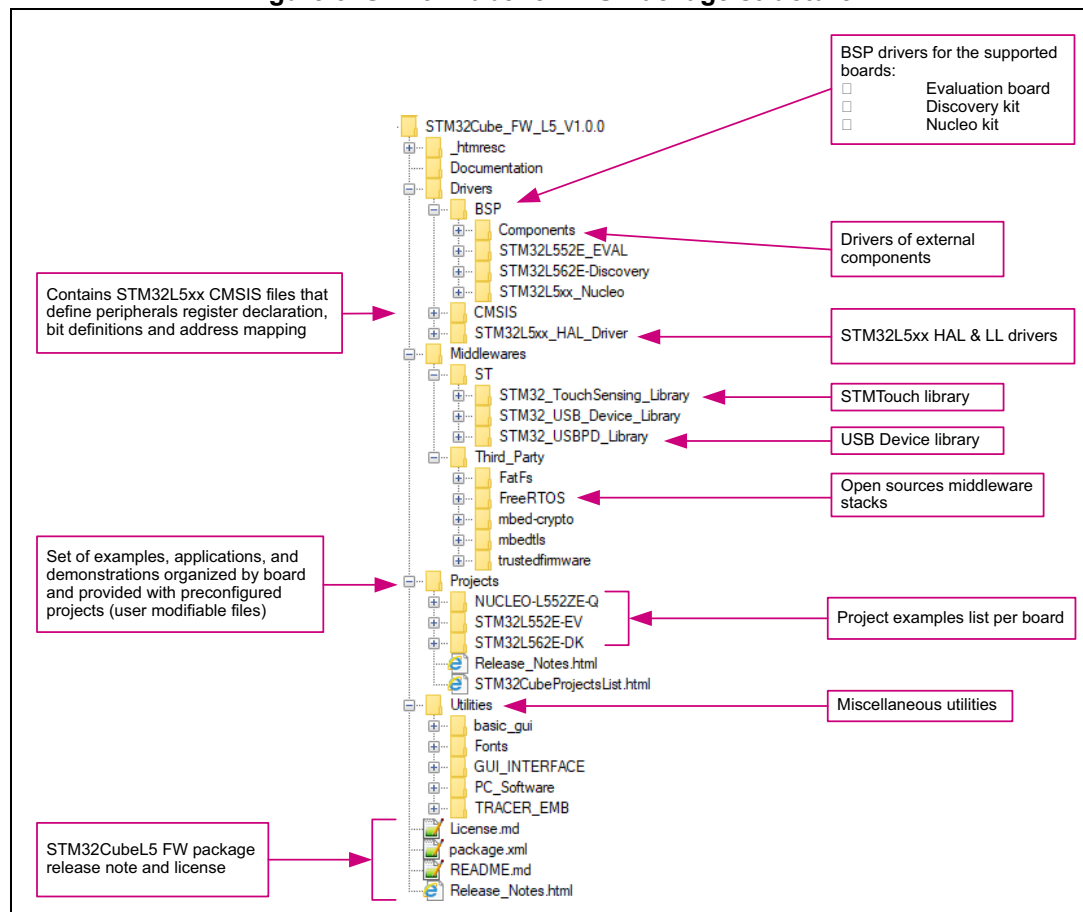 BSP drivers for the supported
boards:
Evaluation board
Discovery kit
Nucleo kit
STM32Cube_FW_L5_V1.0.0
_htmresc
Documentation
Drivers
BSP
Components
STM32L552E_EVAL
STM32L562E-Discovery
STM32L5xx_Nucleo
CMSIS
STM32L5xx_HAL_Driver
Middlewares
ST
STM32_TouchSensing_Library
STM32_USB_Device_Library
STM32_USBPD_Library
Third_Party
FatFs
FreeRTOS
mbed-crypto
mbedtls
trustedfirmware
Projects
NUCLEO-L552ZE-Q
STM32L552E-EV
STM32L562E-DK
Release_Notes.html
STM32CubeProjectsList.html
Utilities
basic_gui
Fonts
GUI_INTERFACE
PC_Software
TRACER_EMB
License.md
package.xml
README.md
Release_Notes.html
Drivers of external
components
Contains STM32L5xx CMSIS files that
define peripherals register declaration,
bit definitions and address mapping
STM32L5xx HAL & LL drivers
STMTouch library
USB Device library
Open sources middleware
stacks
Set of examples, applications, and
demonstrations organized by board
and provided with preconfigured
projects (user modifiable files)
Project examples list per board
Miscellaneous utilities
STM32CubeL5 FW package
release note and license